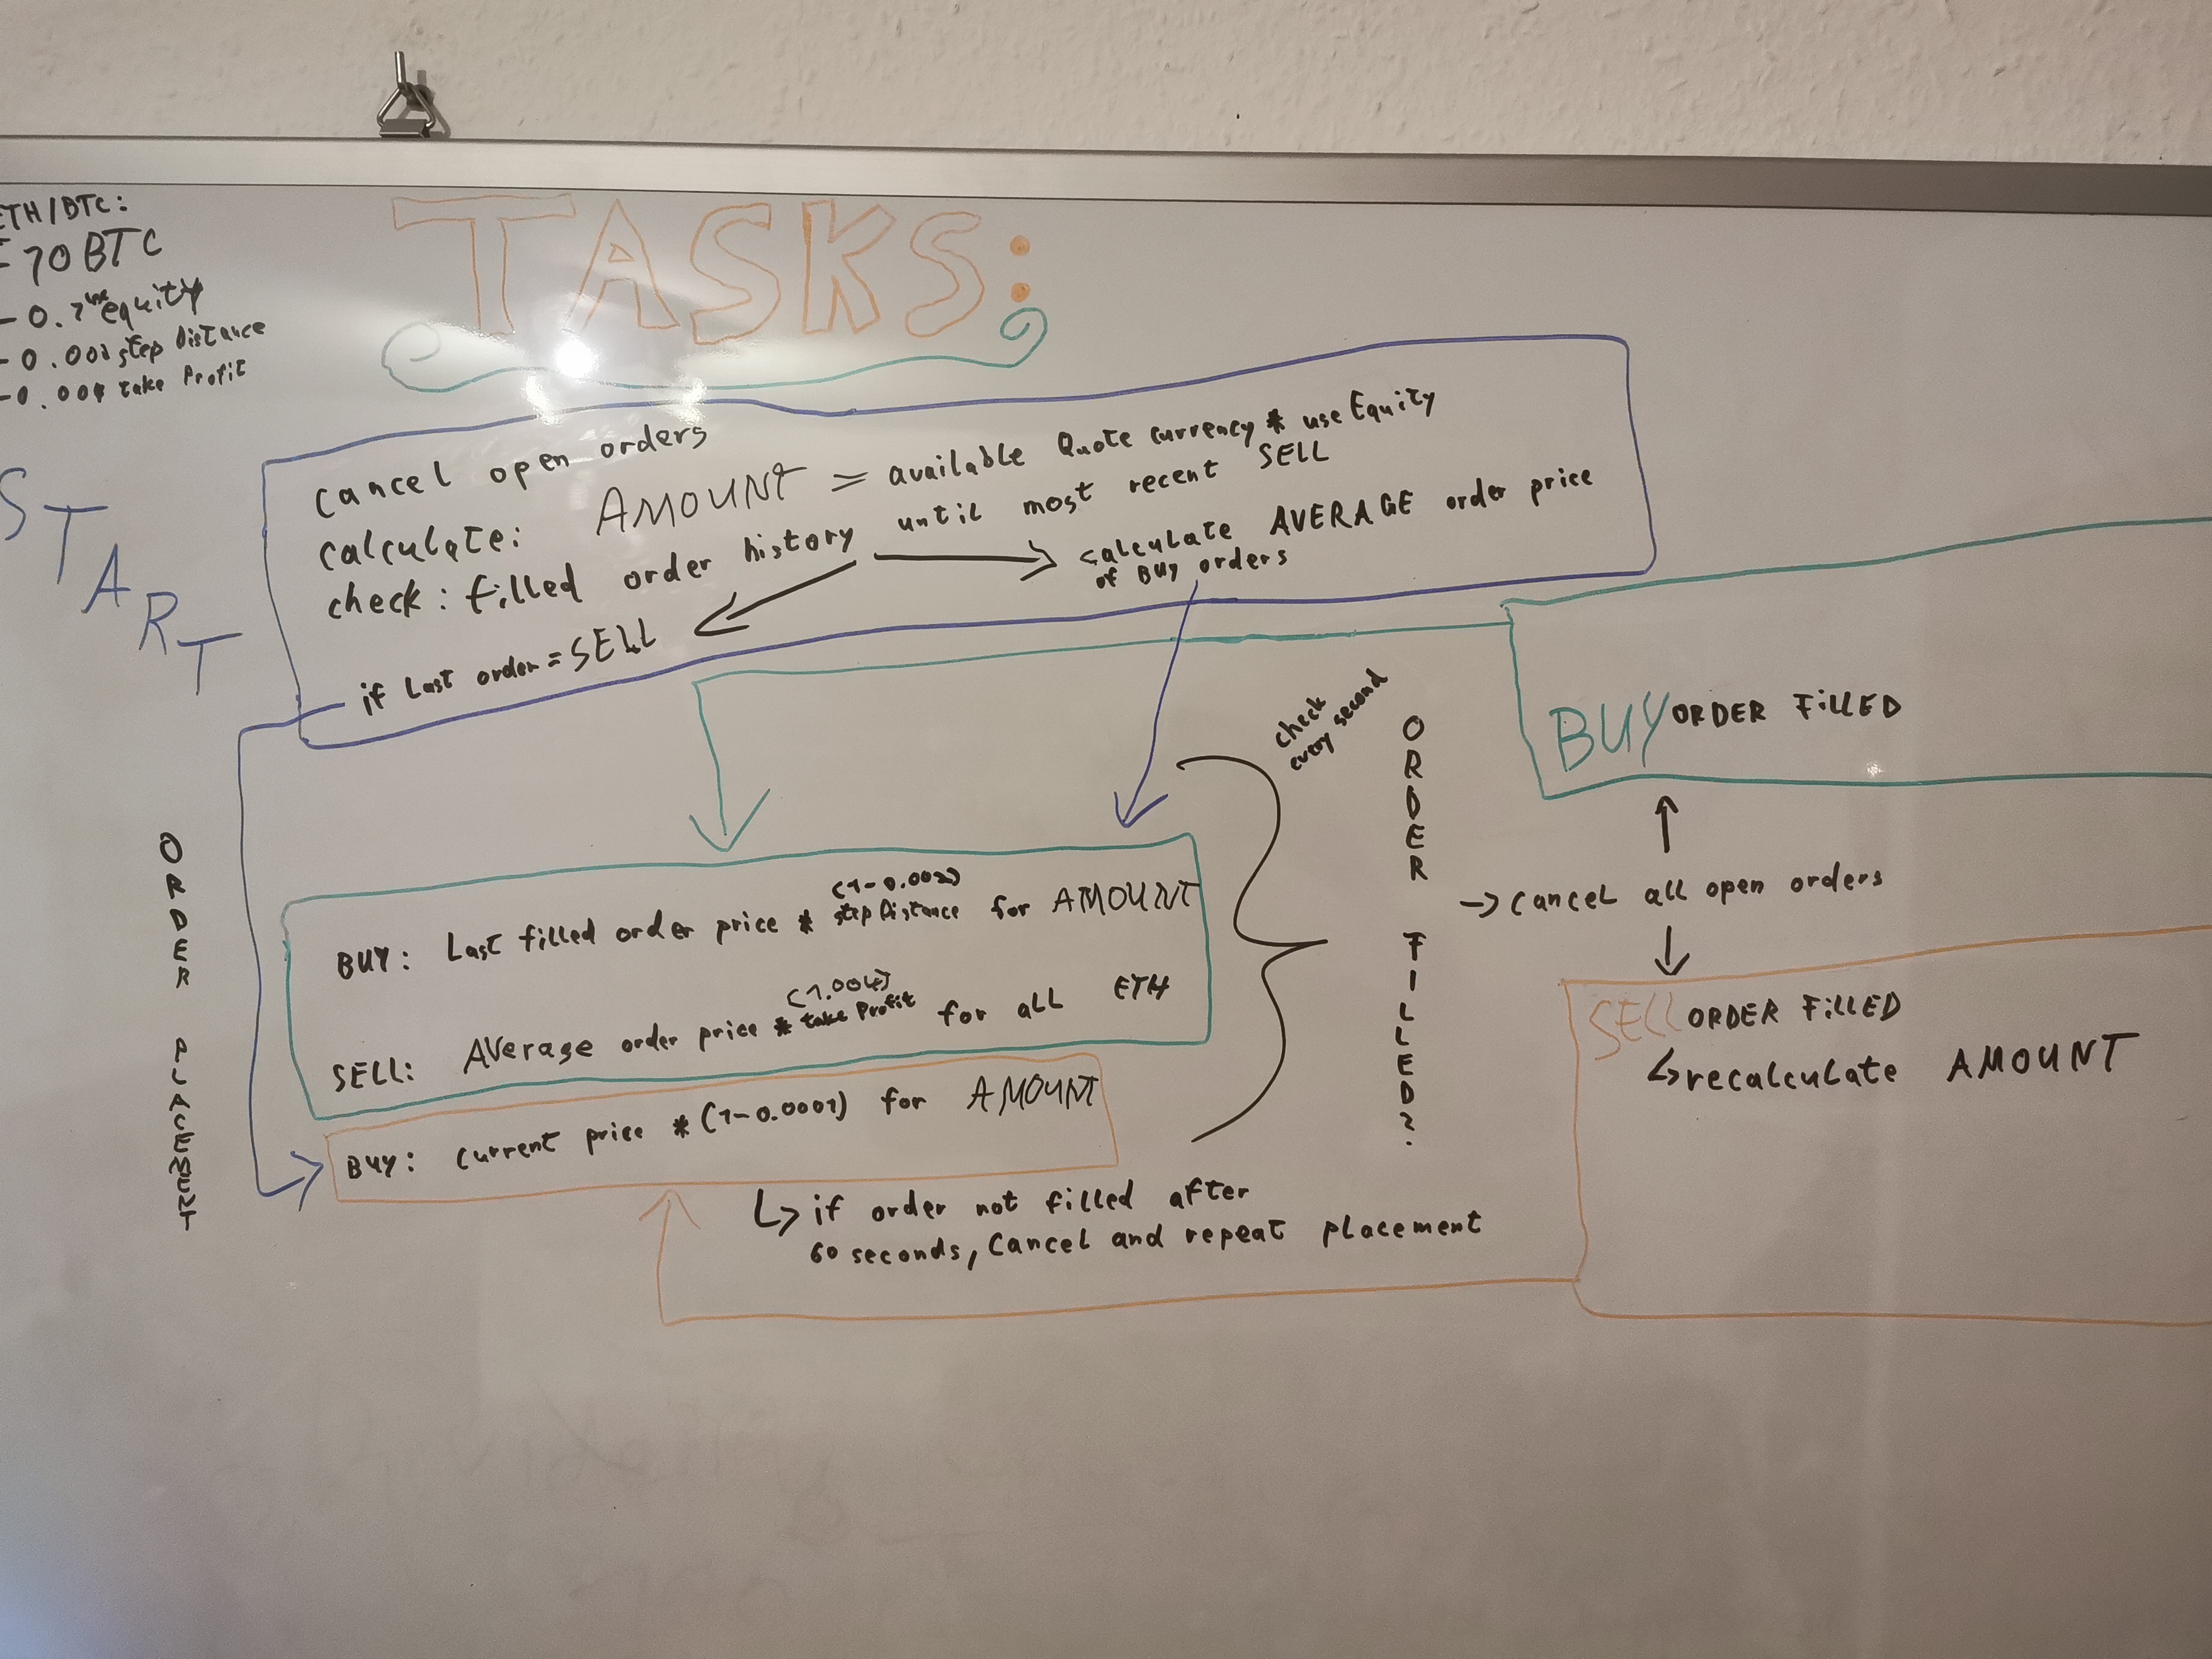 ETH/BTC:
- 10 BTC
- 0.1 use equity
- 0.002 step Distance
- 0.004 take Profit
TASKS:
START
cancel open orders
calculate: AMOUNT = available Quote currency * use Equity
check: filled order history until most recent SELL
calculate AVERAGE order price
of BUY orders
if Last order = SELL
ORDER PLACEMENT
(1-0.002)
BUY: Last filled order price * step Distance for AMOUNT
(1.004)
SELL: AVerage order price * take Profit for all ETH
BUY: current price * (1-0.0001) for AMOUNT
↳ if order not filled after
60 seconds, Cancel and repeat placement
check
every second
ORDER FILLED?
BUY ORDER FILLED
→ cancel all open orders
SELL ORDER FILLED
↳ recalculate AMOUNT